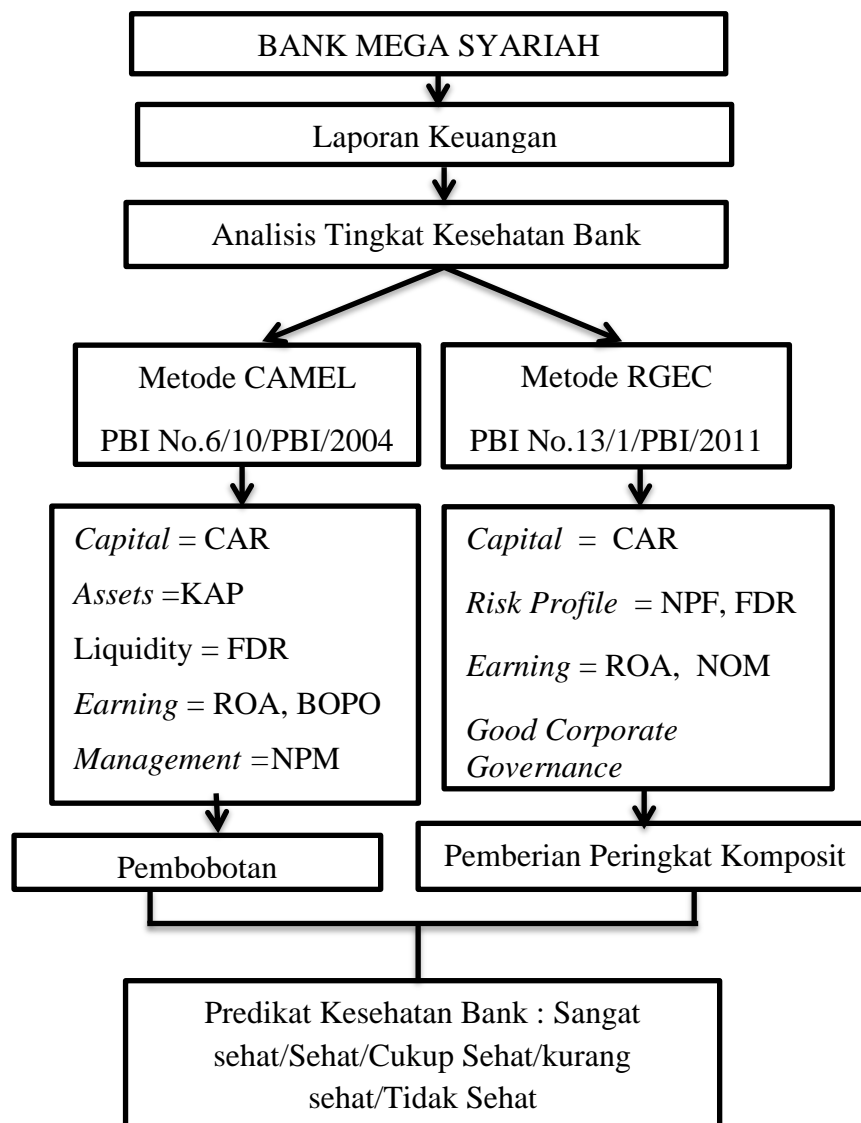 BANK MEGA SYARIAH
Laporan Keuangan
Analisis Tingkat Kesehatan Bank
Metode CAMEL
PBI No.6/10/PBI/2004
Metode RGEC
PBI No.13/1/PBI/2011
Capital = CAR
Assets =KAP
Liquidity = FDR
Earning = ROA, BOPO
Management =NPM
Capital = CAR
Risk Profile = NPF, FDR
Earning = ROA, NOM
Good Corporate
Governance
Pembobotan
Pemberian Peringkat Komposit
Predikat Kesehatan Bank : Sangat
sehat/Sehat/Cukup Sehat/kurang
sehat/Tidak Sehat